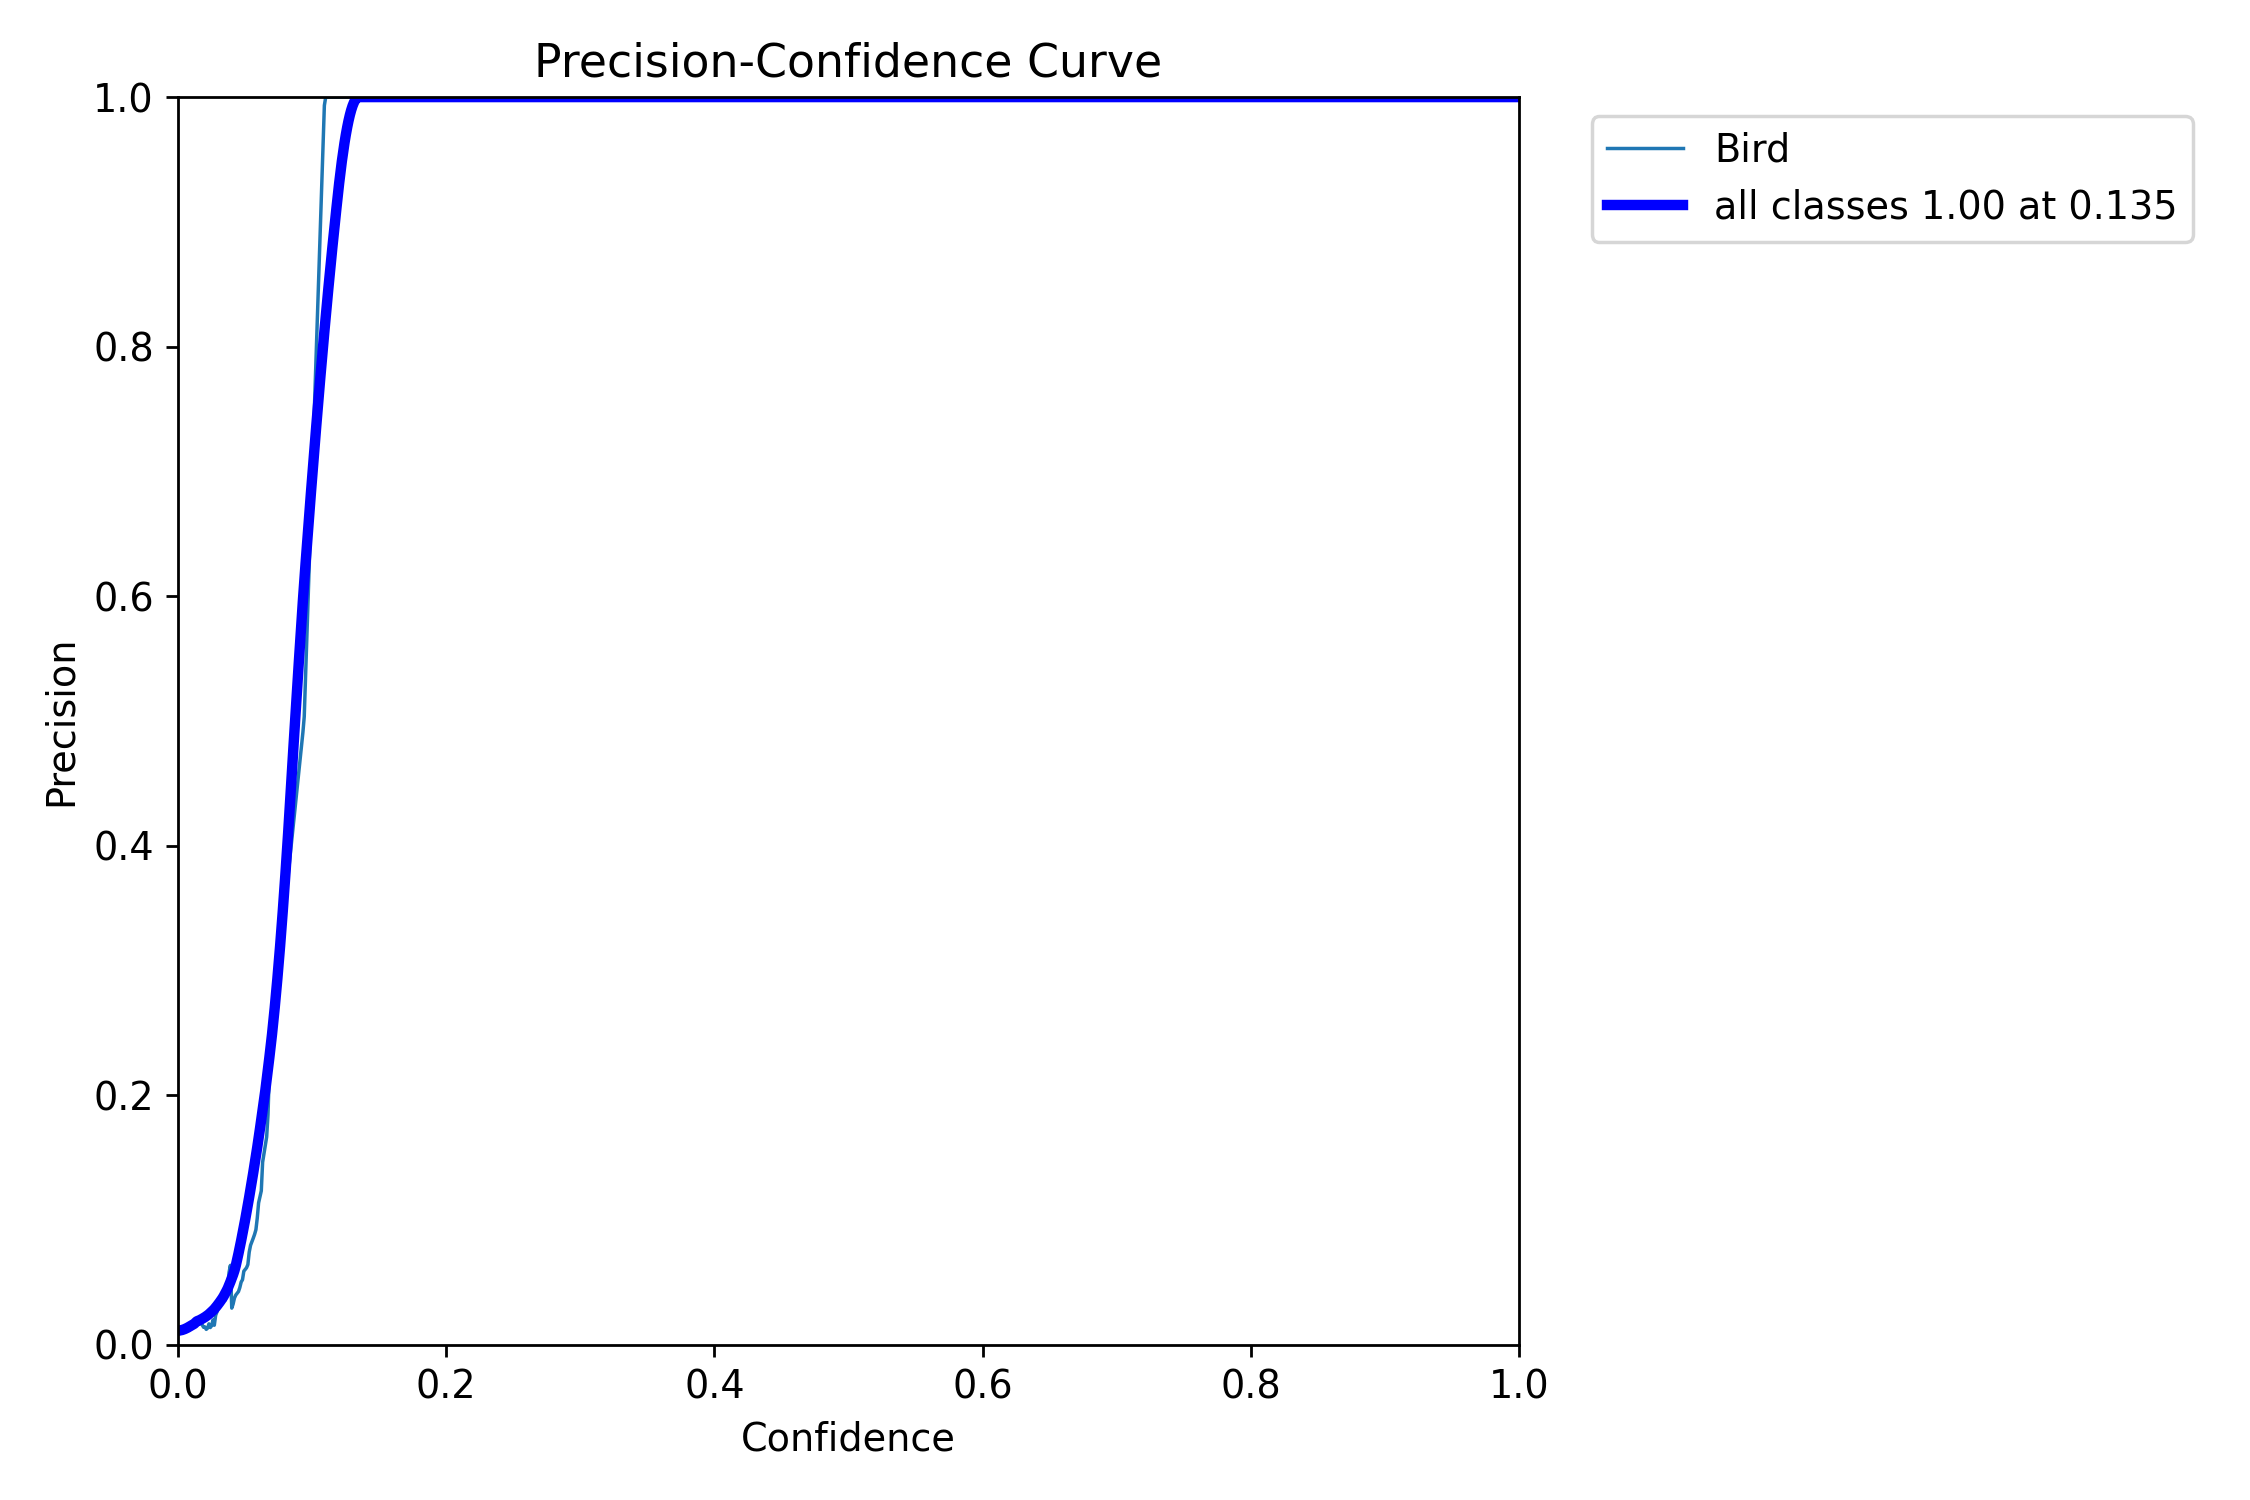 Precision-Confidence Curve
1.0
0.8
0.6
0.4
0.2
0.0
Precision
0.0 0.2 0.4 0.6 0.8 1.0
Confidence
Bird
all classes 1.00 at 0.135